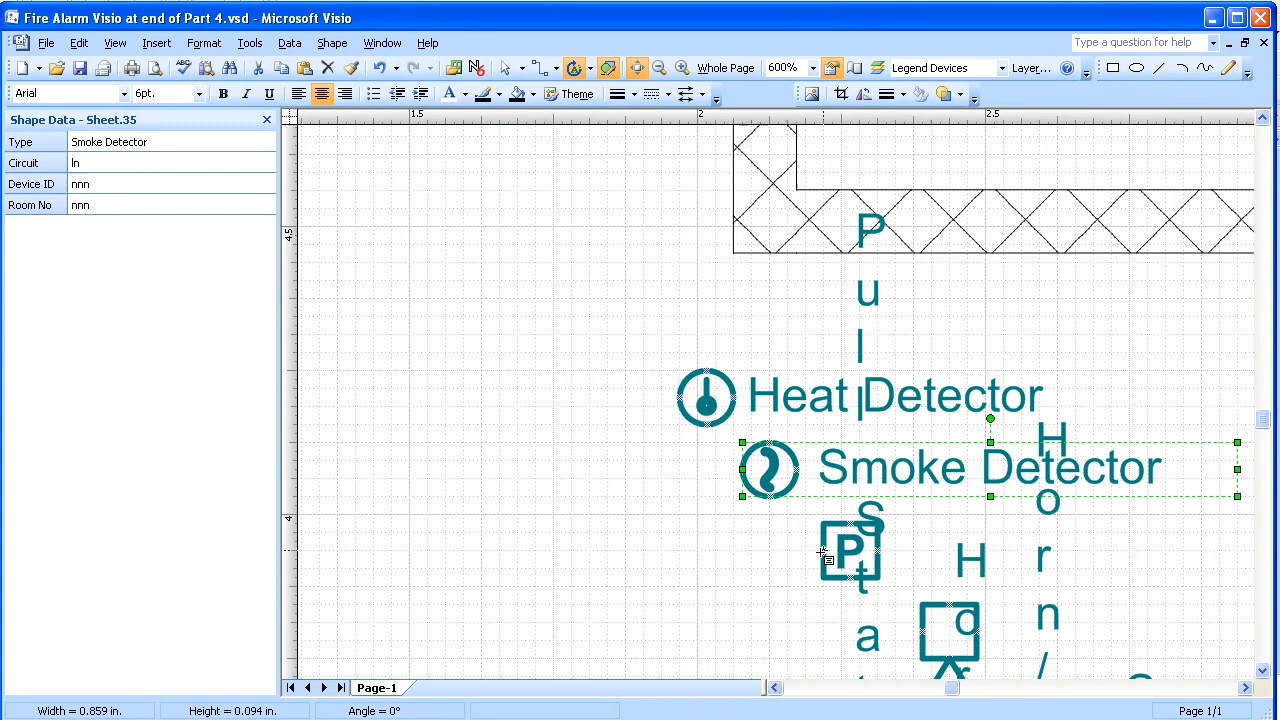 Fire Alarm Visio at end of Part 4.vsd - Microsoft Visio
File Edit View Insert Format Tools Data Shape Window Help
Type a question for help
Whole Page 600% Legend Devices Layer...
Arial 6pt. B I U A Theme
Shape Data - Sheet.35
Type Smoke Detector
Circuit ln
Device ID nnn
Room No nnn
1.5 2 2.5
4.5
4
P
u
l
l
Heat Detector
Smoke Detector
S
t
a
P
H
o
r
H
o
r
n
/
Page-1
Width = 0.859 in. Height = 0.094 in. Angle = 0° Page 1/1